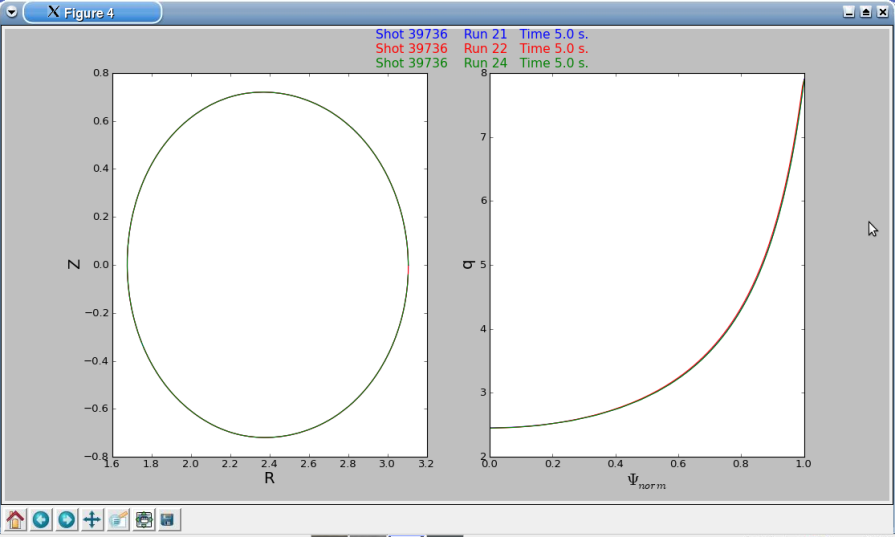 Figure 4
Shot 39736 Run 21 Time 5.0 s.
Shot 39736 Run 22 Time 5.0 s.
Shot 39736 Run 24 Time 5.0 s.
0.8
0.6
0.4
0.2
0.0
−0.2
−0.4
−0.6
−0.8
Z
1.6 1.8 2.0 2.2 2.4 2.6 2.8 3.0 3.2
R
8
7
6
5
4
3
2
q
0.0 0.2 0.4 0.6 0.8 1.0
Ψnorm